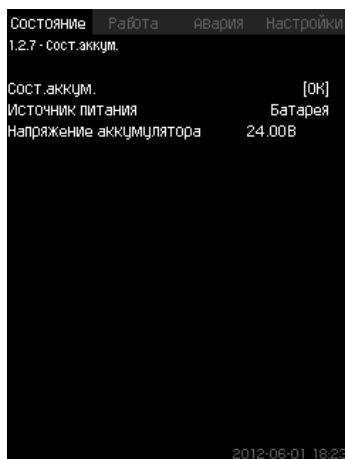 Состояние Работа Авария Настройки
1.2.7 - Сост.аккум.
Сост.аккум. [OK]
Источник питания Батарея
Напряжение аккумулятора 24.00В
2012-06-01 18:23